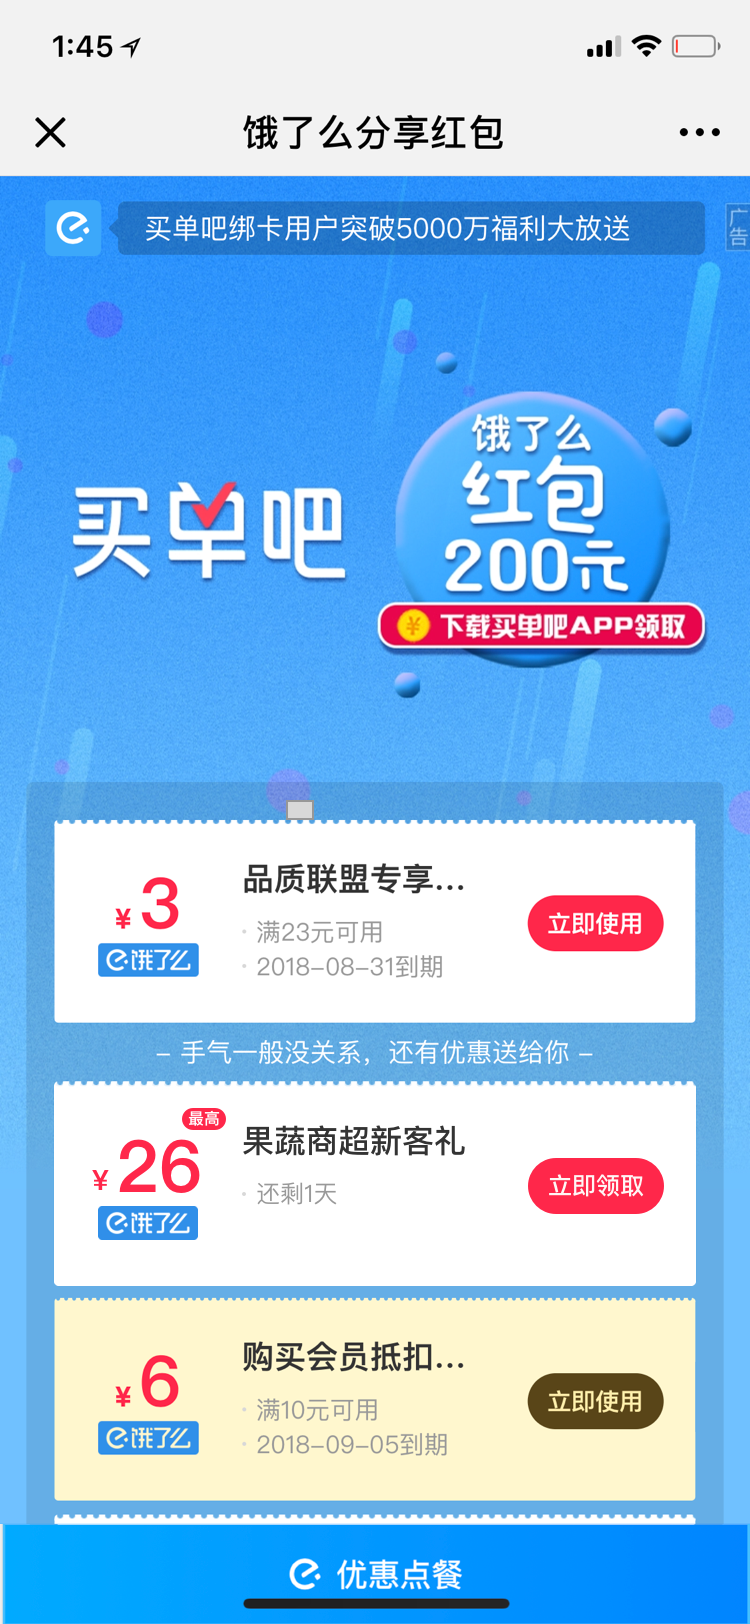 1:45
饿了么分享红包
买单吧绑卡用户突破5000万福利大放送
广告
买单吧
饿了么
红包
200元
¥ 下载买单吧APP领取
¥3
饿了么
品质联盟专享...
· 满23元可用
· 2018-08-31到期
立即使用
- 手气一般没关系，还有优惠送给你 -
最高
¥26
饿了么
果蔬商超新客礼
· 还剩1天
立即领取
¥6
饿了么
购买会员抵扣...
· 满10元可用
· 2018-09-05到期
立即使用
优惠点餐